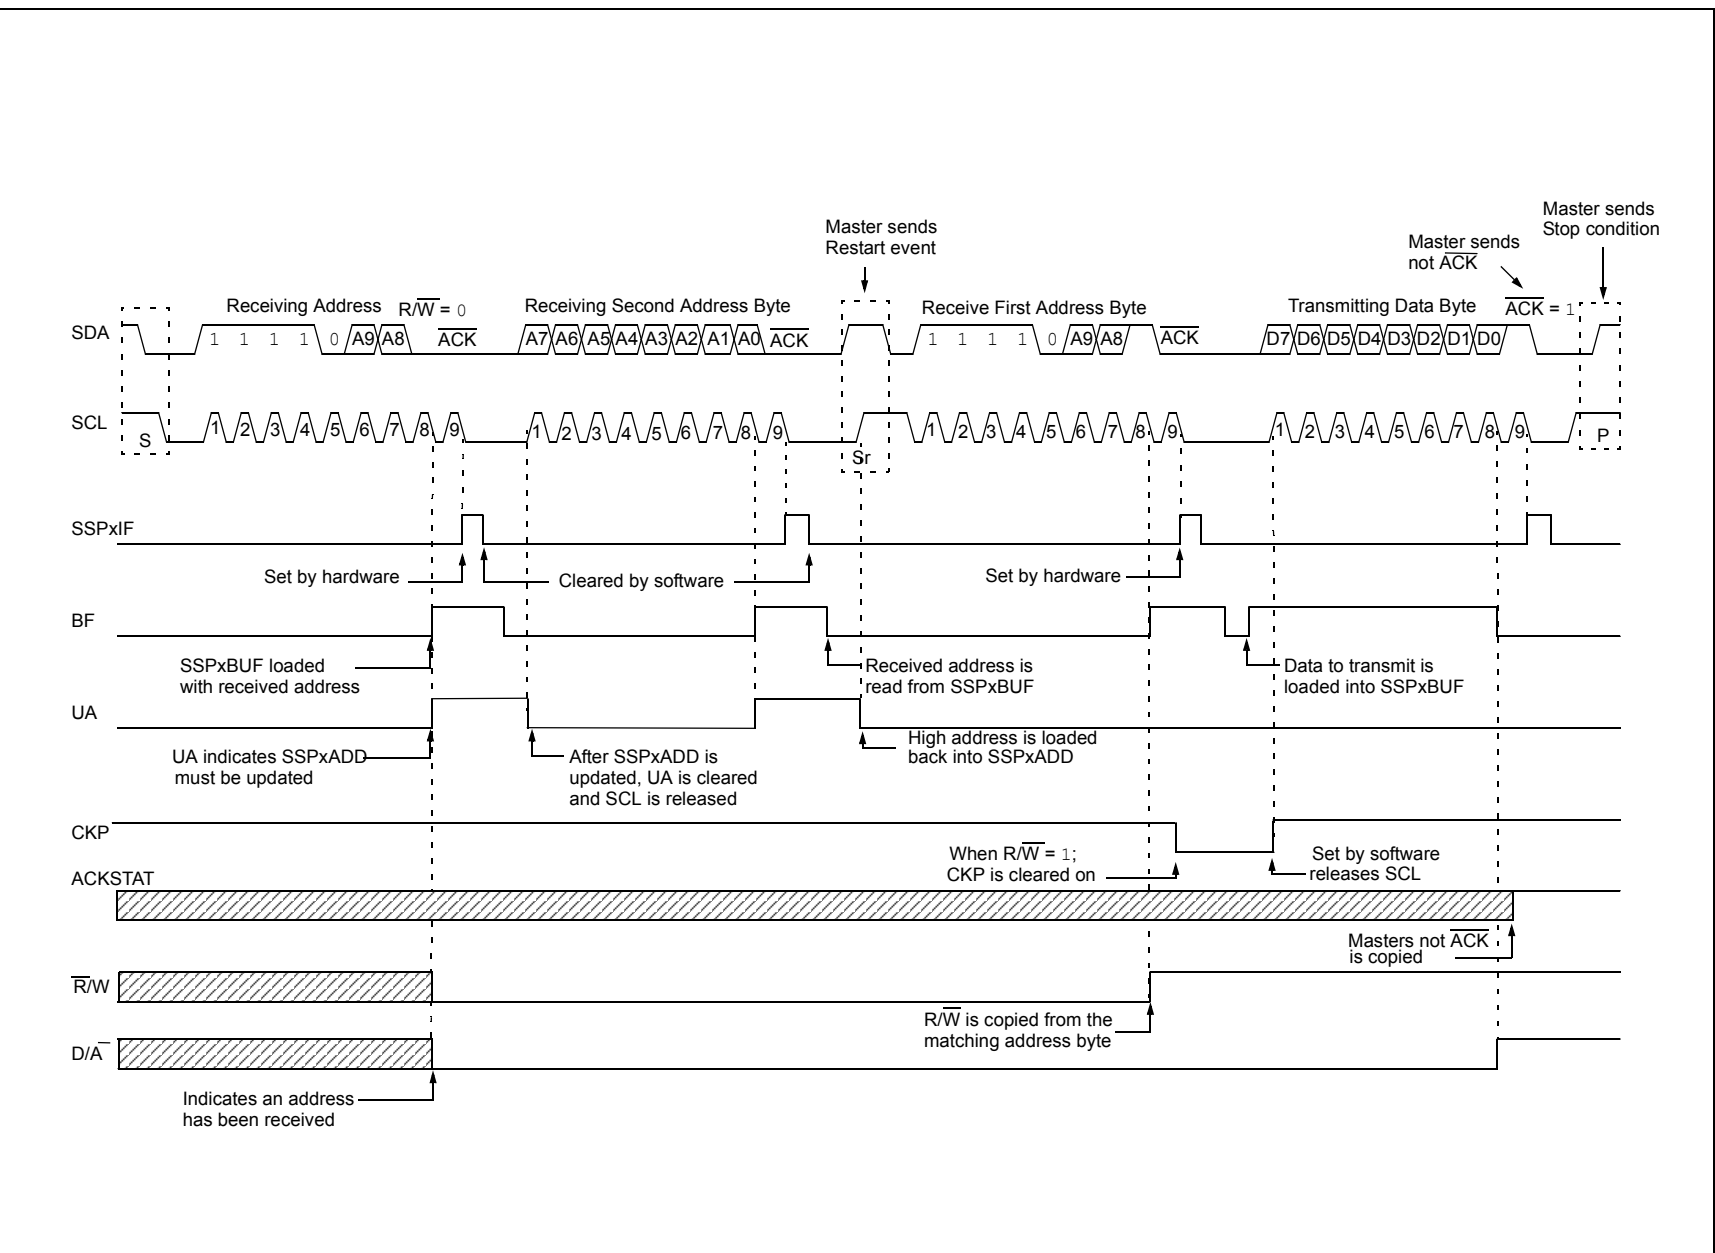 Master sends
Restart event
Master sends
Stop condition
Master sends
not ACK
Receiving Address R/W = 0
Receiving Second Address Byte
Receive First Address Byte
Transmitting Data Byte
ACK = 1
SDA 1 1 1 1 0 A9 A8 ACK A7 A6 A5 A4 A3 A2 A1 A0 ACK 1 1 1 1 0 A9 A8 ACK D7 D6 D5 D4 D3 D2 D1 D0
SCL S 1 2 3 4 5 6 7 8 9 1 2 3 4 5 6 7 8 9 Sr 1 2 3 4 5 6 7 8 9 1 2 3 4 5 6 7 8 9 P
SSPxIF
Set by hardware
Cleared by software
Set by hardware
BF
SSPxBUF loaded
with received address
Received address is
read from SSPxBUF
Data to transmit is
loaded into SSPxBUF
UA
UA indicates SSPxADD
must be updated
After SSPxADD is
updated, UA is cleared
and SCL is released
High address is loaded
back into SSPxADD
CKP
When R/W = 1;
CKP is cleared on
Set by software
releases SCL
ACKSTAT
Masters not ACK
is copied
R/W
R/W is copied from the
matching address byte
D/A
Indicates an address
has been received